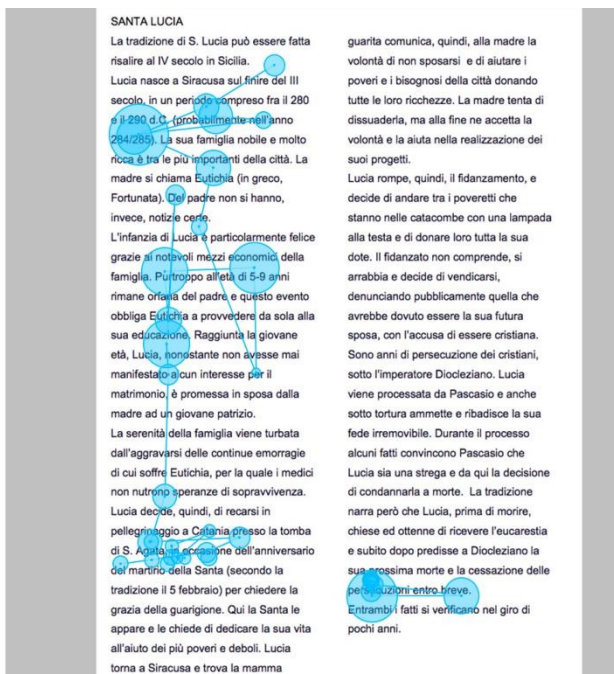 SANTA LUCIA
La tradizione di S. Lucia può essere fatta
risalire al IV secolo in Sicilia.
Lucia nasce a Siracusa sul finire del III
secolo, in un periodo compreso fra il 280
e il 290 d.C. (probabilmente nell'anno
284/285). La sua famiglia nobile e molto
ricca è tra le più importanti della città. La
madre si chiama Eutichia (in greco,
Fortunata). Del padre non si hanno,
invece, notizie certe.
L'infanzia di Lucia è particolarmente felice
grazie ai notevoli mezzi economici della
famiglia. Purtroppo all'età di 5-9 anni
rimane orfana del padre e questo evento
obbliga Eutichia a provvedere da sola alla
sua educazione. Raggiunta la giovane
età, Lucia, nonostante non avesse mai
manifestato alcun interesse per il
matrimonio, è promessa in sposa dalla
madre ad un giovane patrizio.
La serenità della famiglia viene turbata
dall'aggravarsi delle continue emorragie
di cui soffre Eutichia, per la quale i medici
non nutrono speranze di sopravvivenza.
Lucia decide, quindi, di recarsi in
pellegrinaggio a Catania presso la tomba
di S. Agata, in occasione dell'anniversario
del martirio della Santa (secondo la
tradizione il 5 febbraio) per chiedere la
grazia della guarigione. Qui la Santa le
appare e le chiede di dedicare la sua vita
all'aiuto dei più poveri e deboli. Lucia
torna a Siracusa e trova la mamma
guarita comunica, quindi, alla madre la
volontà di non sposarsi e di aiutare i
poveri e i bisognosi della città donando
tutte le loro ricchezze. La madre tenta di
dissuaderla, ma alla fine ne accetta la
volontà e la aiuta nella realizzazione dei
suoi progetti.
Lucia rompe, quindi, il fidanzamento, e
decide di andare tra i poveretti che
stanno nelle catacombe con una lampada
alla testa e di donare loro tutta la sua
dote. Il fidanzato non comprende, si
arrabbia e decide di vendicarsi,
denunciando pubblicamente quella che
avrebbe dovuto essere la sua futura
sposa, con l'accusa di essere cristiana.
Sono anni di persecuzione dei cristiani,
sotto l'imperatore Diocleziano. Lucia
viene processata da Pascasio e anche
sotto tortura ammette e ribadisce la sua
fede irremovibile. Durante il processo
alcuni fatti convincono Pascasio che
Lucia sia una strega e da qui la decisione
di condannarla a morte. La tradizione
narra però che Lucia, prima di morire,
chiese ed ottenne di ricevere l'eucarestia
e subito dopo predisse a Diocleziano la
sua prossima morte e la cessazione delle
persecuzioni entro breve.
Entrambi i fatti si verificano nel giro di
pochi anni.